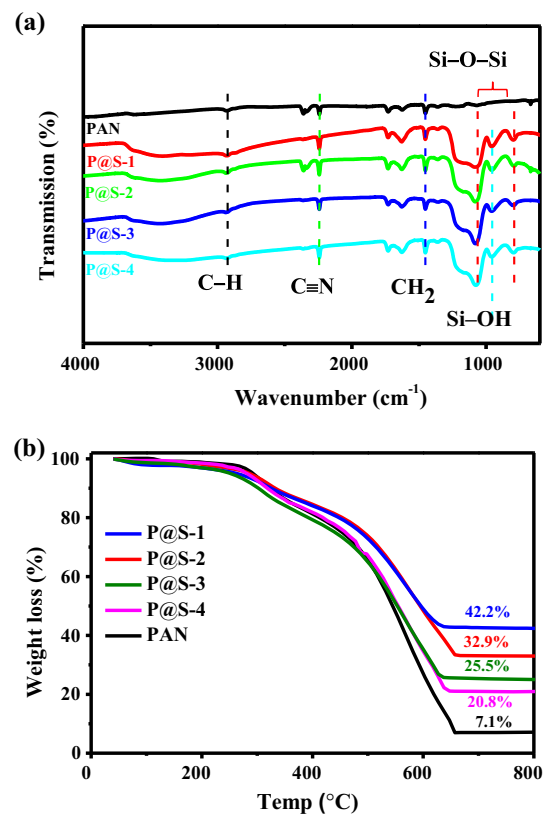 (a)
Transmission (%)
Si–O–Si
PAN
P@S-1
P@S-2
P@S-3
P@S-4
C–H
C≡N
CH2
Si–OH
4000
3000
2000
1000
Wavenumber (cm-1)
(b)
Weight loss (%)
100
80
60
40
20
0
P@S-1
P@S-2
P@S-3
P@S-4
PAN
42.2%
32.9%
25.5%
20.8%
7.1%
0
200
400
600
800
Temp (°C)